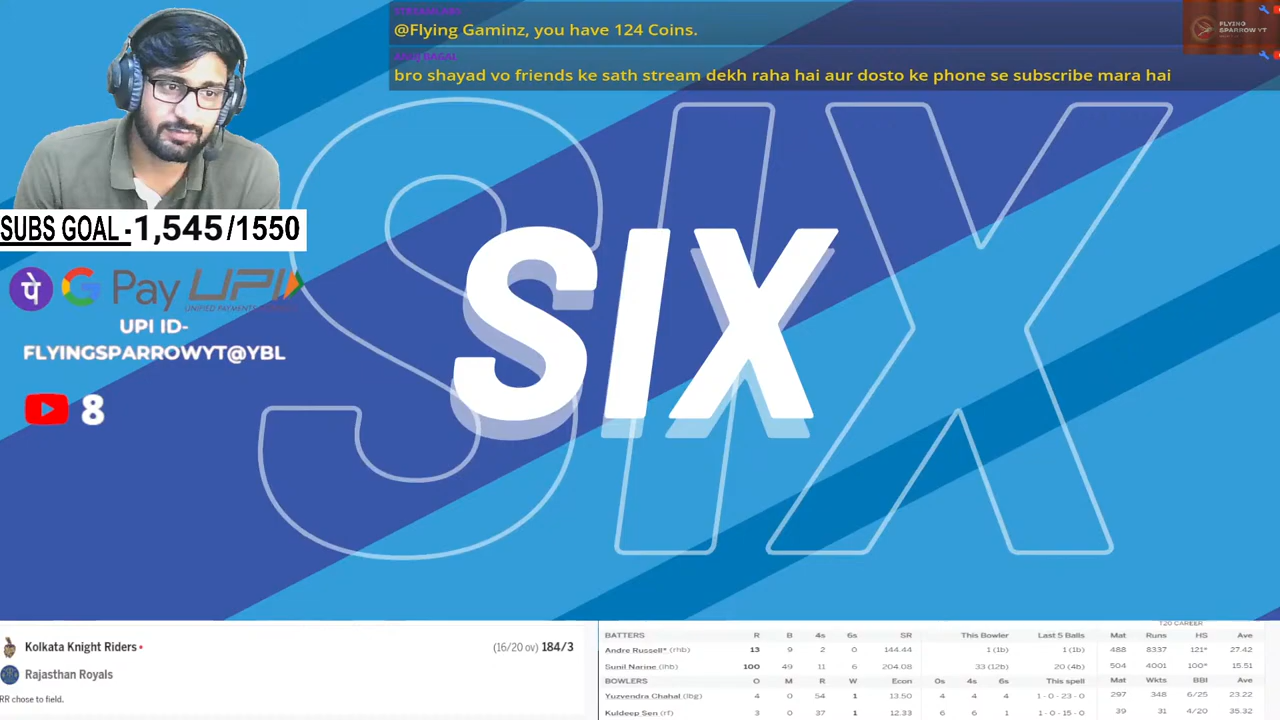 @Flying Gaminz, you have 124 Coins.
bro shayad vo friends ke sath stream dekh raha hai aur dosto ke phone se subscribe mara hai
FLYING
SPARROW YT
SIX
SIX
SUBS GOAL - 1,545/1550
पे G Pay UPI
UNIFIED PAYMENTS
UPI ID-
FLYINGSPARROWYT@YBL
8
Kolkata Knight Riders (16/20 ov) 184/3
Rajasthan Royals
RR chose to field.
T20 CAREER
BATTERS R B 4s 6s SR This Bowler Last 5 Balls Mat Runs HS Ave
Andre Russell* (rhb) 13 9 2 0 144.44 1 (1b) 1 (1b) 488 8337 121* 27.42
Sunil Narine (lhb) 100 49 11 6 204.08 33 (12b) 20 (4b) 504 4001 100* 15.51
BOWLERS O M R W Econ 0s 4s 6s This spell Mat Wkts BBI Ave
Yuzvendra Chahal (lbg) 4 0 54 1 13.50 4 4 4 1 - 0 - 23 - 0 297 348 6/25 23.22
Kuldeep Sen (rf) 3 0 37 1 12.33 6 6 1 1 - 0 - 15 - 0 39 31 4/20 35.32